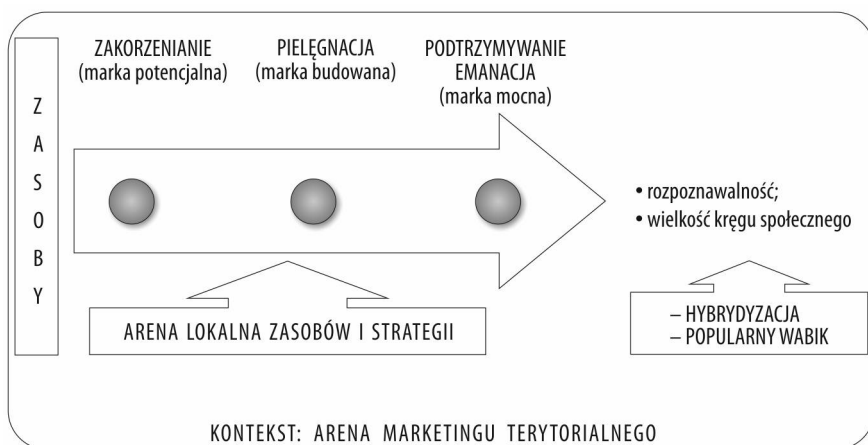 ZASOBY
ZAKORZENIANIE
(marka potencjalna)
PIELĘGNACJA
(marka budowana)
PODTRZYMYWANIE
EMANACJA
(marka mocna)
• rozpoznawalność;
• wielkość kręgu społecznego
ARENA LOKALNA ZASOBÓW I STRATEGII
– HYBRYDYZACJA
– POPULARNY WABIK
KONTEKST: ARENA MARKETINGU TERYTORIALNEGO